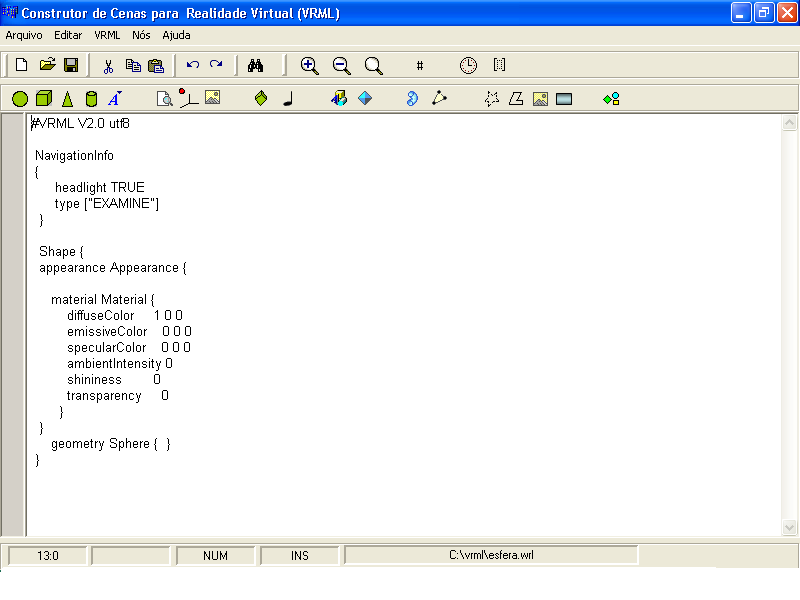 Construtor de Cenas para Realidade Virtual (VRML)
Arquivo Editar VRML Nós Ajuda
#
A
#VRML V2.0 utf8
NavigationInfo
{
headlight TRUE
type ["EXAMINE"]
}
Shape {
appearance Appearance {
material Material {
diffuseColor 1 0 0
emissiveColor 0 0 0
specularColor 0 0 0
ambientIntensity 0
shininess 0
transparency 0
}
}
geometry Sphere { }
}
13:0 NUM INS C:\vrml\esfera.wrl